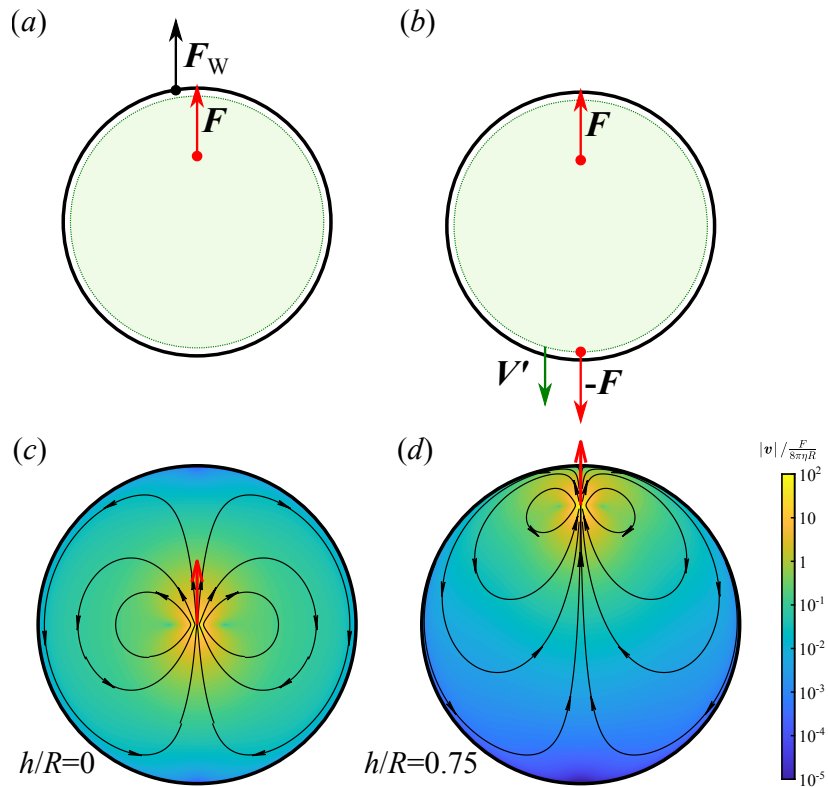 (a)
F_W
F
(b)
F
V'
-F
(c)
h/R=0
(d)
h/R=0.75
|v| / F/8πηR
10^2
10
1
10^-1
10^-2
10^-3
10^-4
10^-5